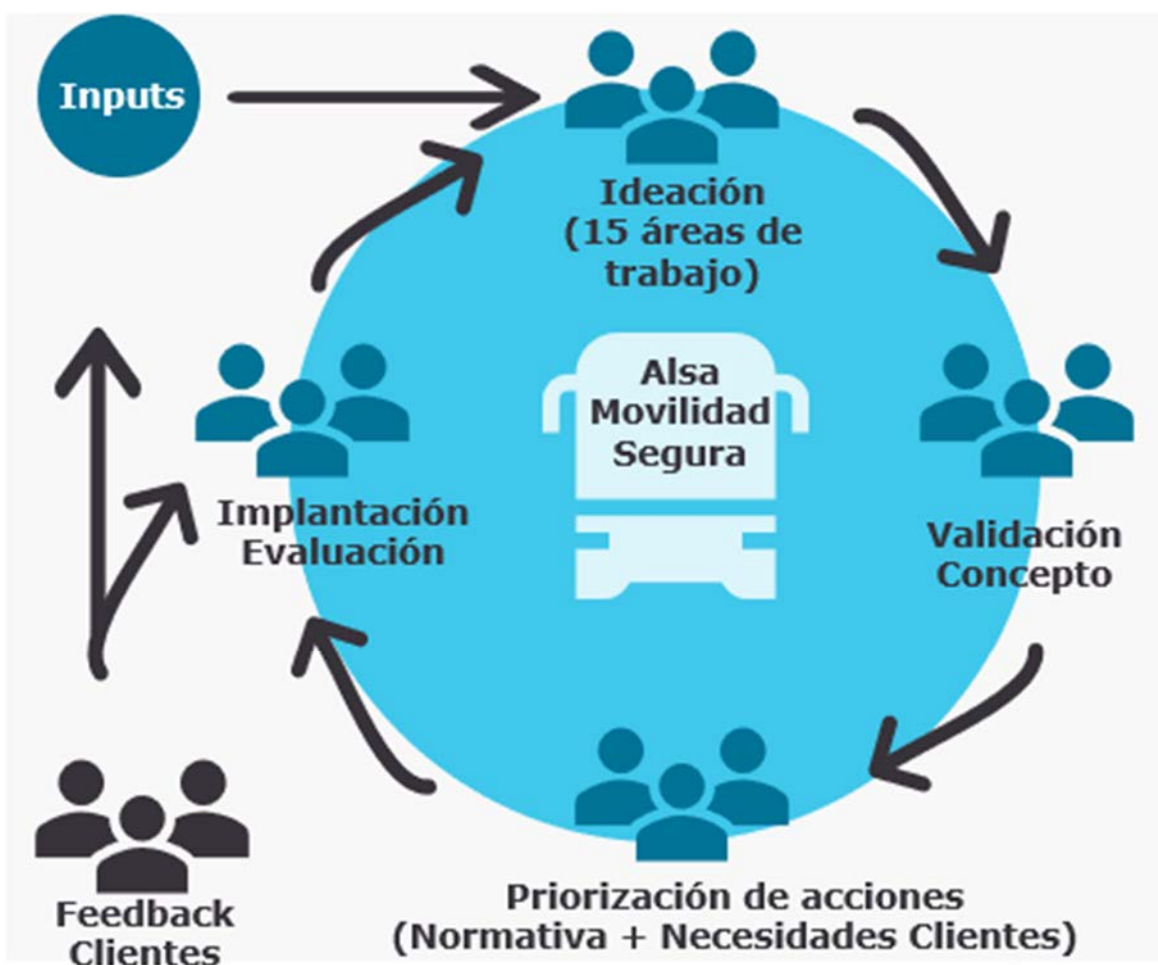 Inputs
Ideación
(15 áreas de
trabajo)
Alsa
Movilidad
Segura
Validación
Concepto
Priorización de acciones
(Normativa + Necesidades Clientes)
Implantación
Evaluación
Feedback
Clientes